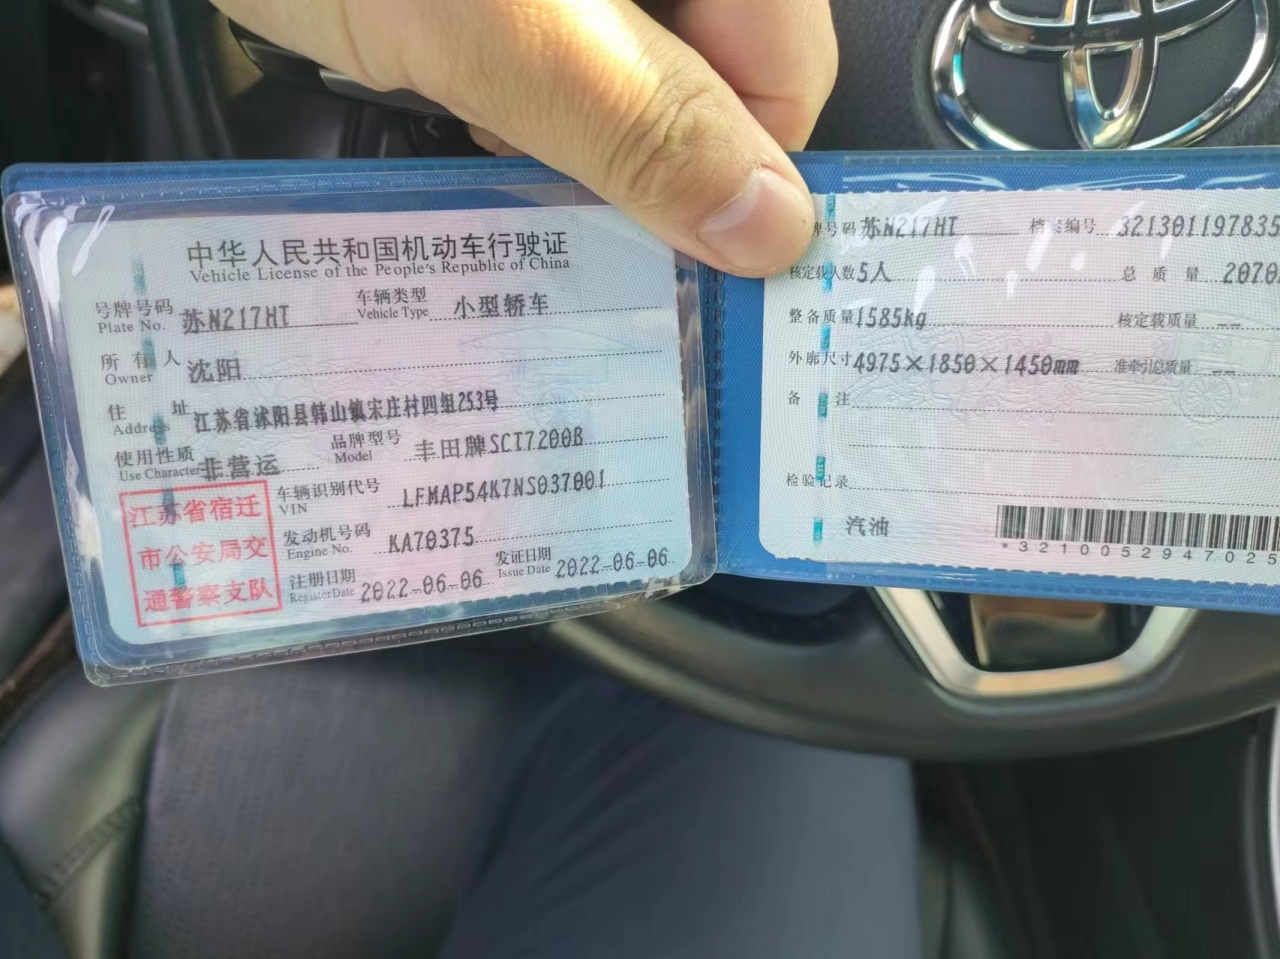 中华人民共和国机动车行驶证
Vehicle License of the People's Republic of China
号牌号码 苏N217HT 车辆类型 小型轿车
Plate No. Vehicle Type
所有人 沈阳
Owner
住址 江苏省沭阳县韩山镇宋庄村四组253号
Address
使用性质 非营运 品牌型号 丰田牌SCT7200B
Use Character Model
车辆识别代号 LFMAP54K7NS037001
VIN
发动机号码 KA70375
Engine No.
注册日期 2022-06-06 发证日期 2022-06-06
Register Date Issue Date
江苏省宿迁
市公安局交
通警察支队
牌号码 苏N217HT 档案编号 321301197835
核定载人数 5人 总质量 2070
整备质量 1585kg 核定载质量 --
外廓尺寸 4975×1850×1450mm 准牵引总质量 --
备注
检验记录
汽油
*321005294702 5